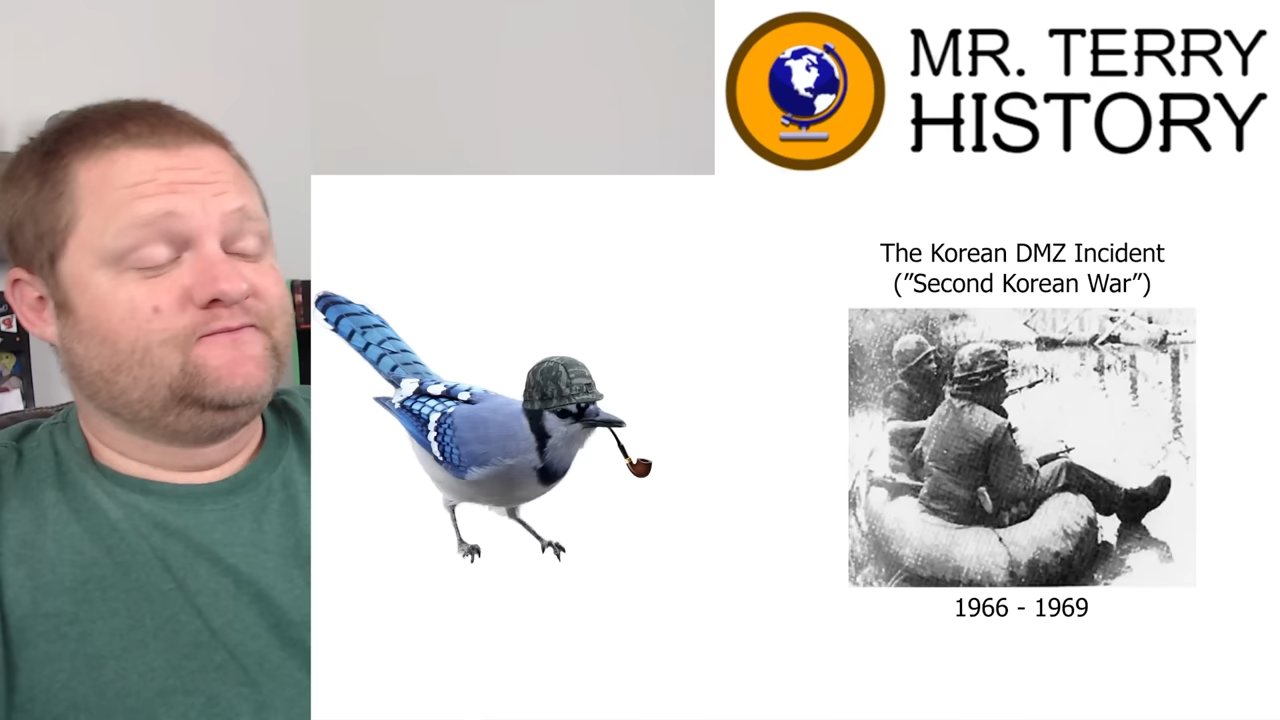 MR. TERRY
HISTORY
The Korean DMZ Incident
(”Second Korean War”)
1966 - 1969